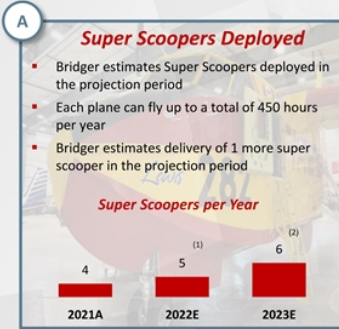 A
Super Scoopers Deployed
▪ Bridger estimates Super Scoopers deployed in
the projection period
▪ Each plane can fly up to a total of 450 hours
per year
▪ Bridger estimates delivery of 1 more super
scooper in the projection period
282
Super Scoopers per Year
4
5 (1)
6 (2)
2021A 2022E 2023E